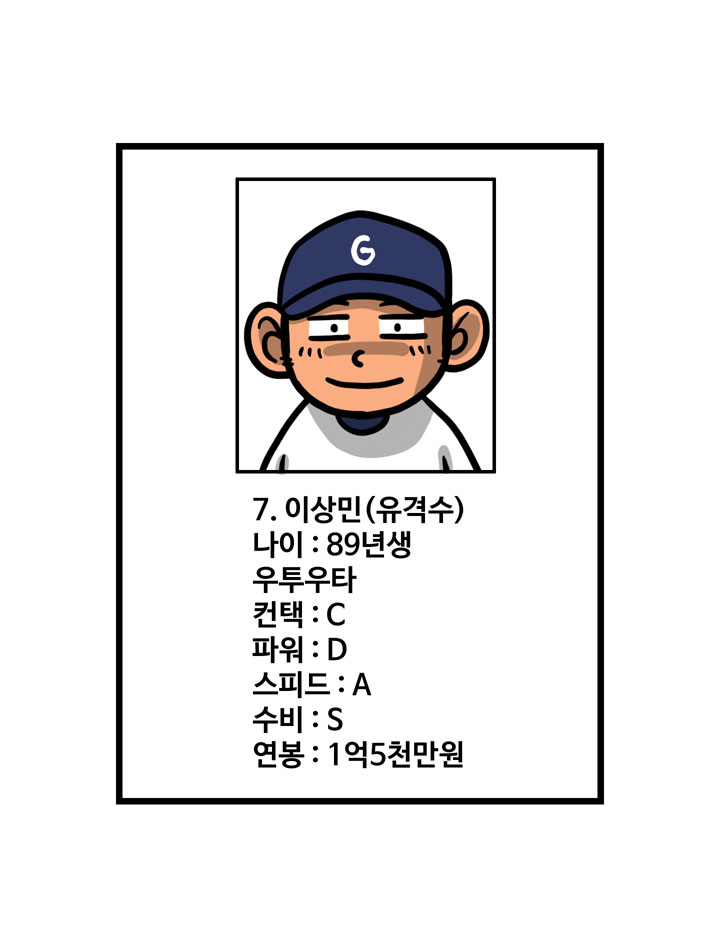 G
7. 이상민(유격수)
나이 : 89년생
우투우타
컨택 : C
파워 : D
스피드 : A
수비 : S
연봉 : 1억5천만원